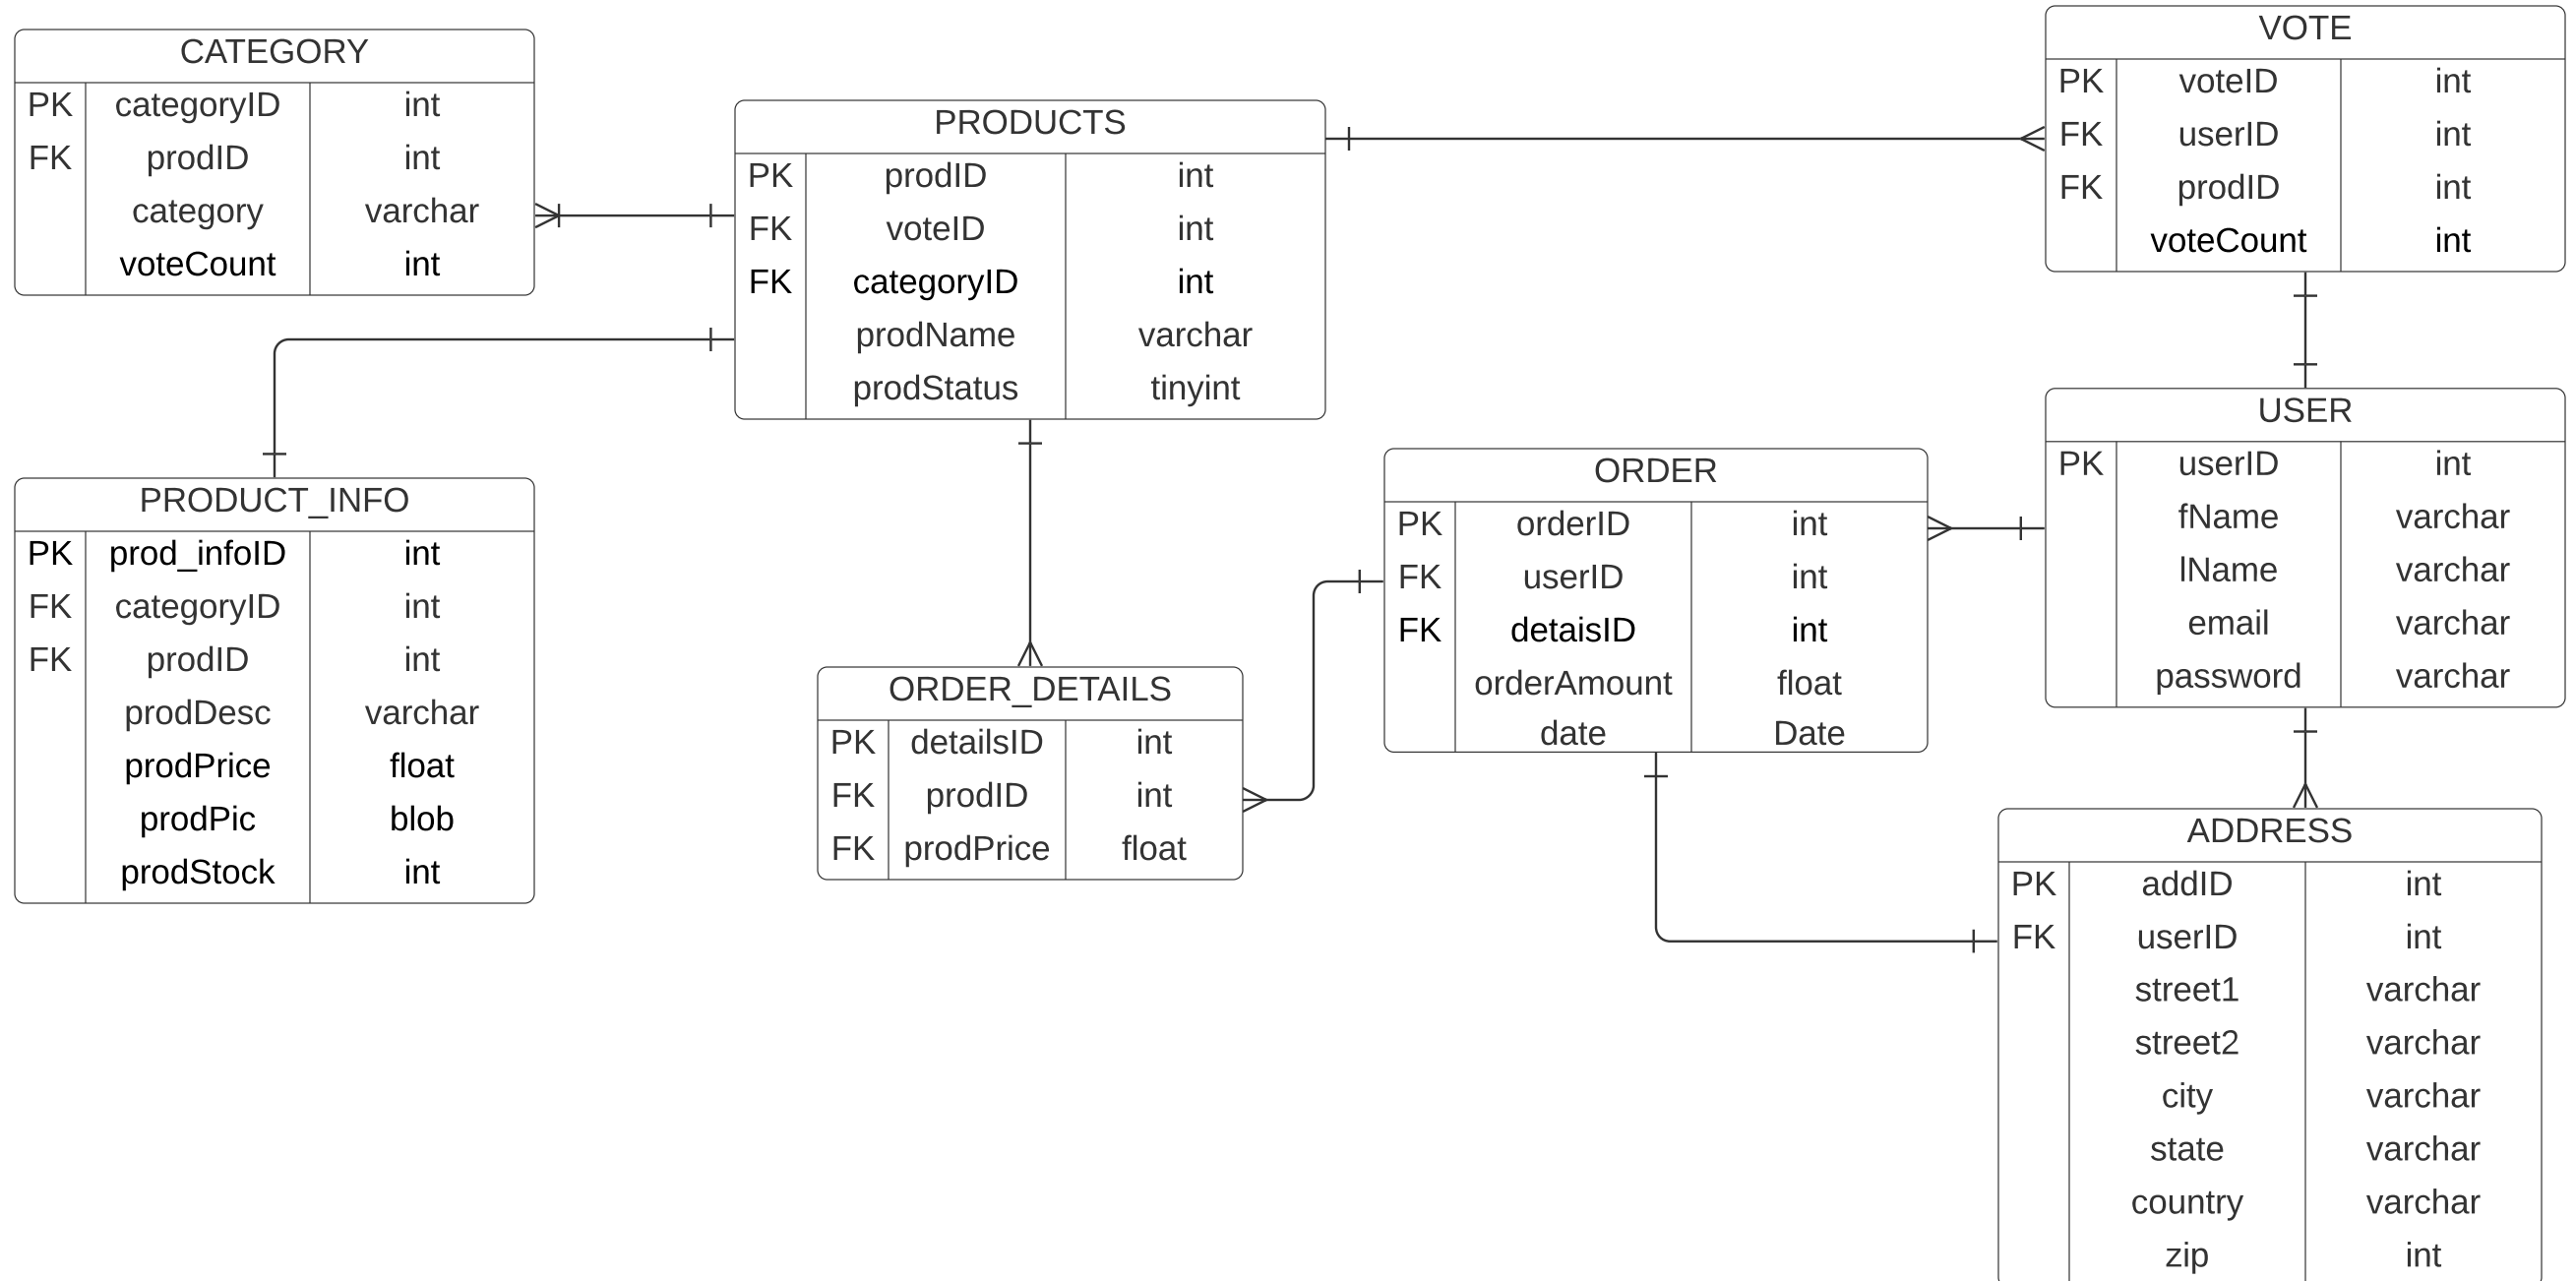 CATEGORY
PK categoryID int
FK prodID int
category varchar
voteCount int
PRODUCTS
PK prodID int
FK voteID int
FK categoryID int
prodName varchar
prodStatus tinyint
VOTE
PK voteID int
FK userID int
FK prodID int
voteCount int
PRODUCT_INFO
PK prod_infoID int
FK categoryID int
FK prodID int
prodDesc varchar
prodPrice float
prodPic blob
prodStock int
ORDER_DETAILS
PK detailsID int
FK prodID int
FK prodPrice float
ORDER
PK orderID int
FK userID int
FK detaisID int
orderAmount float
date Date
USER
PK userID int
fName varchar
lName varchar
email varchar
password varchar
ADDRESS
PK addID int
FK userID int
street1 varchar
street2 varchar
city varchar
state varchar
country varchar
zip int